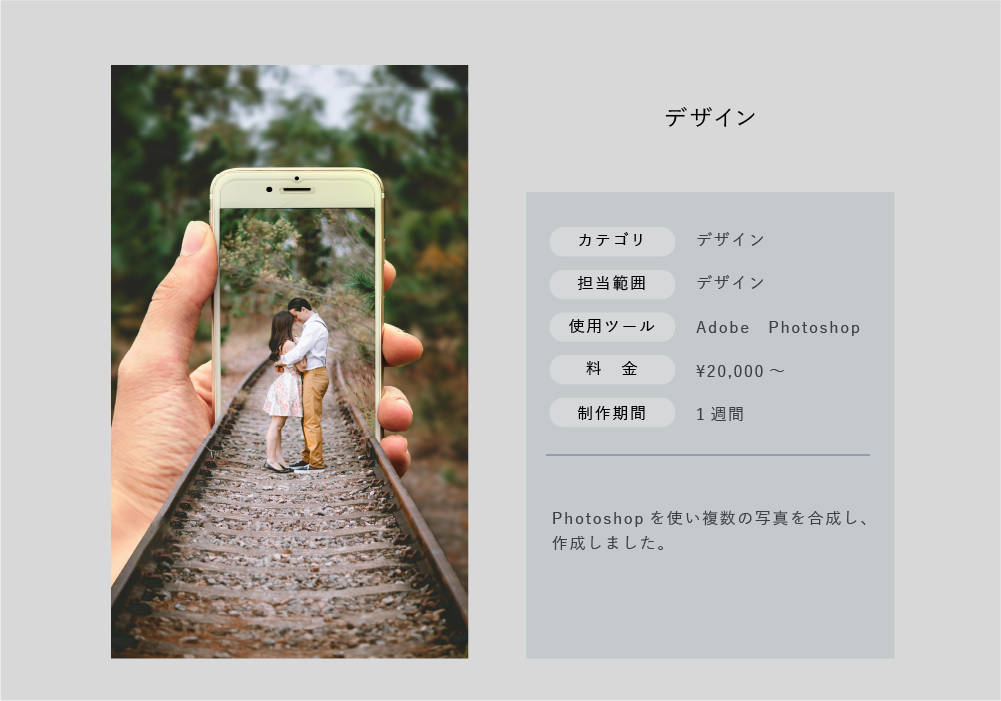 デザイン
カテゴリ デザイン
担当範囲 デザイン
使用ツール Adobe　Photoshop
料　金 ¥20,000～
制作期間 1週間
Photoshopを使い複数の写真を合成し、
作成しました。